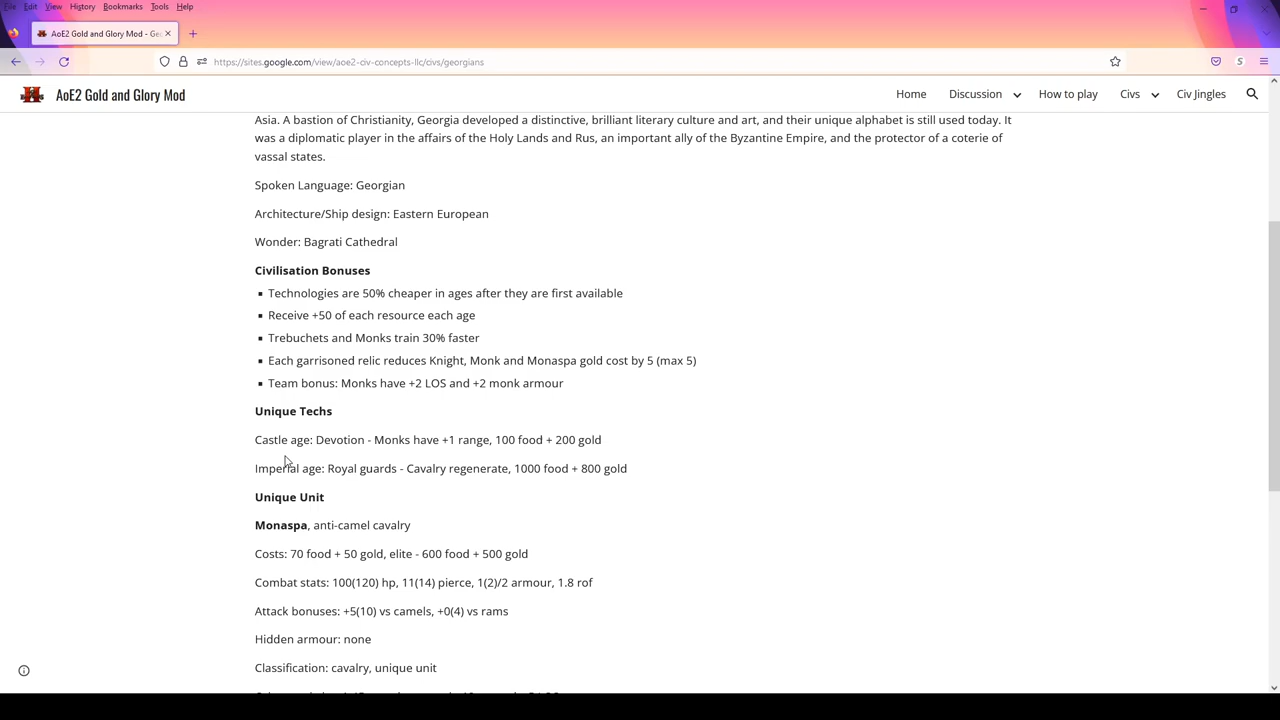 File Edit View History Bookmarks Tools Help
AoE2 Gold and Glory Mod - Geo
https://sites.google.com/view/aoe2-civ-concepts-llc/civs/georgians
AoE2 Gold and Glory Mod
Home Discussion How to play Civs Civ Jingles
Asia. A bastion of Christianity, Georgia developed a distinctive, brilliant literary culture and art, and their unique alphabet is still used today. It
was a diplomatic player in the affairs of the Holy Lands and Rus, an important ally of the Byzantine Empire, and the protector of a coterie of
vassal states.
Spoken Language: Georgian
Architecture/Ship design: Eastern European
Wonder: Bagrati Cathedral
Civilisation Bonuses
Technologies are 50% cheaper in ages after they are first available
Receive +50 of each resource each age
Trebuchets and Monks train 30% faster
Each garrisoned relic reduces Knight, Monk and Monaspa gold cost by 5 (max 5)
Team bonus: Monks have +2 LOS and +2 monk armour
Unique Techs
Castle age: Devotion - Monks have +1 range, 100 food + 200 gold
Imperial age: Royal guards - Cavalry regenerate, 1000 food + 800 gold
Unique Unit
Monaspa, anti-camel cavalry
Costs: 70 food + 50 gold, elite - 600 food + 500 gold
Combat stats: 100(120) hp, 11(14) pierce, 1(2)/2 armour, 1.8 rof
Attack bonuses: +5(10) vs camels, +0(4) vs rams
Hidden armour: none
Classification: cavalry, unique unit